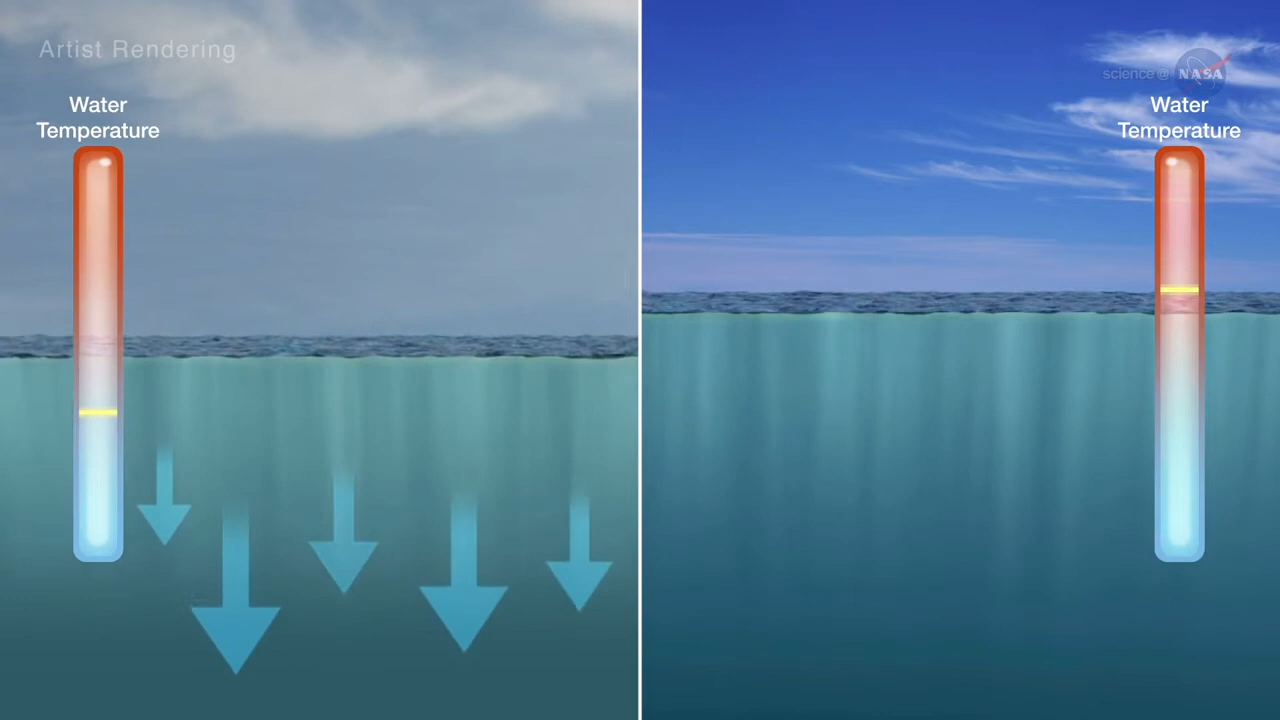 Artist Rendering
Water
Temperature
science@ NASA
Water
Temperature